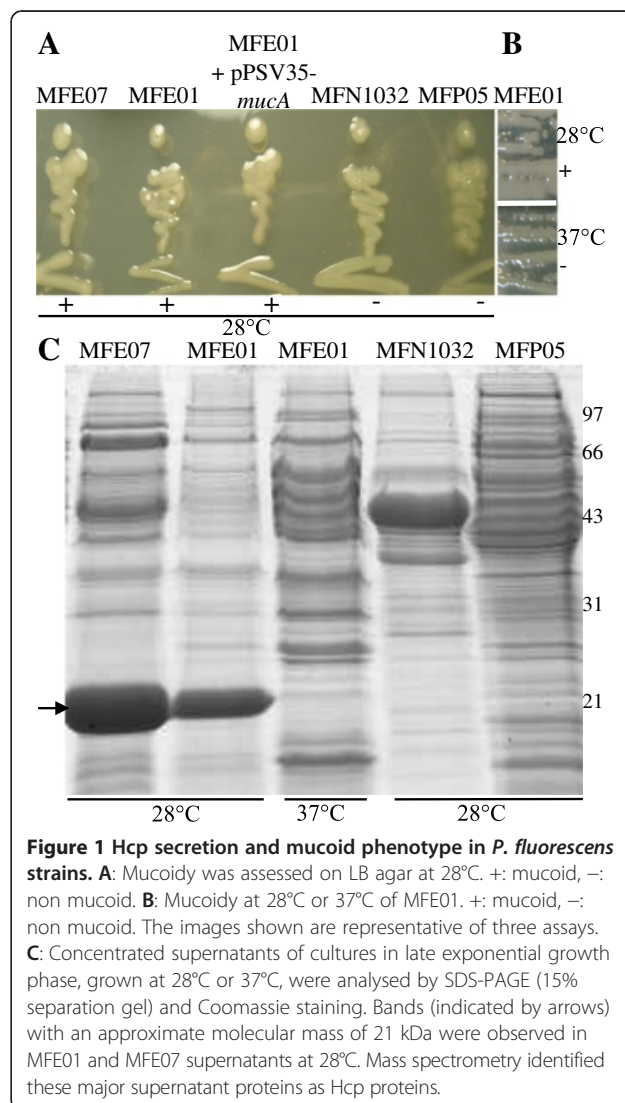 A
MFE01
+ pPSV35-
mucA
B
MFE07 MFE01 MFN1032 MFP05 MFE01
28°C
+
37°C
-
+ + + - -
28°C
C MFE07 MFE01 MFE01 MFN1032 MFP05
97
66
43
31
21
28°C 37°C 28°C
Figure 1 Hcp secretion and mucoid phenotype in P. fluorescens
strains. A: Mucoidy was assessed on LB agar at 28°C. +: mucoid, −:
non mucoid. B: Mucoidy at 28°C or 37°C of MFE01. +: mucoid, −:
non mucoid. The images shown are representative of three assays.
C: Concentrated supernatants of cultures in late exponential growth
phase, grown at 28°C or 37°C, were analysed by SDS-PAGE (15%
separation gel) and Coomassie staining. Bands (indicated by arrows)
with an approximate molecular mass of 21 kDa were observed in
MFE01 and MFE07 supernatants at 28°C. Mass spectrometry identified
these major supernatant proteins as Hcp proteins.